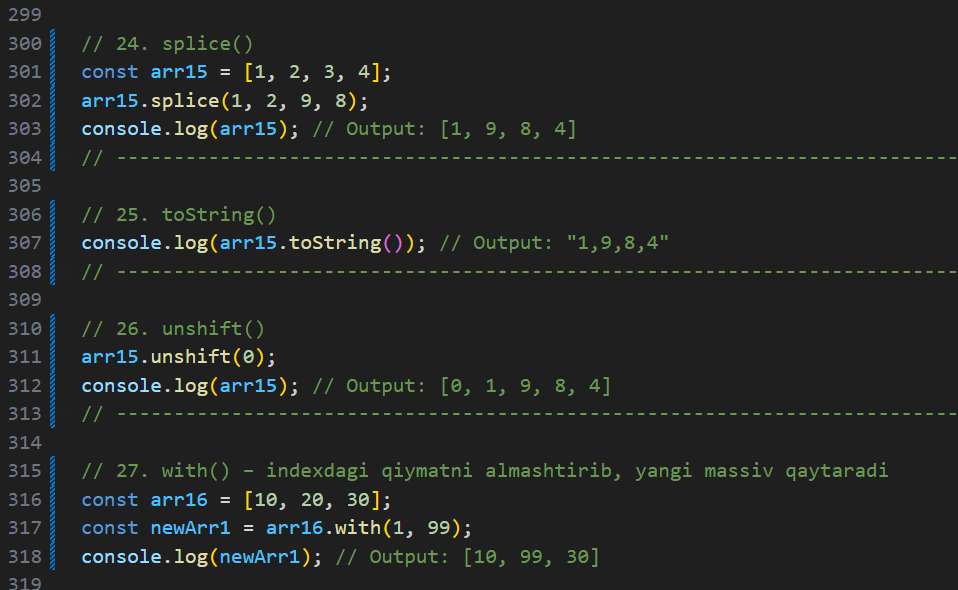 299
300 // 24. splice()
301 const arr15 = [1, 2, 3, 4];
302 arr15.splice(1, 2, 9, 8);
303 console.log(arr15); // Output: [1, 9, 8, 4]
304 // --------------------------------------------------------------------------
305
306 // 25. toString()
307 console.log(arr15.toString()); // Output: "1,9,8,4"
308 // --------------------------------------------------------------------------
309
310 // 26. unshift()
311 arr15.unshift(0);
312 console.log(arr15); // Output: [0, 1, 9, 8, 4]
313 // --------------------------------------------------------------------------
314
315 // 27. with() – indexdagi qiymatni almashtirib, yangi massiv qaytaradi
316 const arr16 = [10, 20, 30];
317 const newArr1 = arr16.with(1, 99);
318 console.log(newArr1); // Output: [10, 99, 30]
319